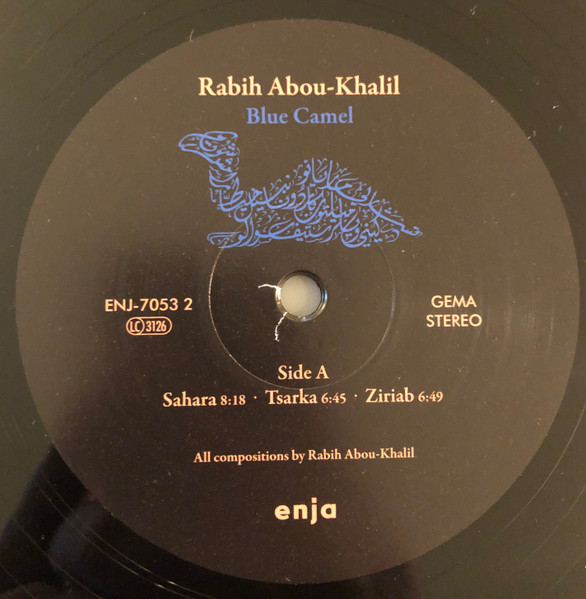 Rabih Abou-Khalil
Blue Camel
ENJ-7053 2
LC 3126
GEMA
STEREO
Side A
Sahara 8:18 · Tsarka 6:45 · Ziriab 6:49
All compositions by Rabih Abou-Khalil
enja